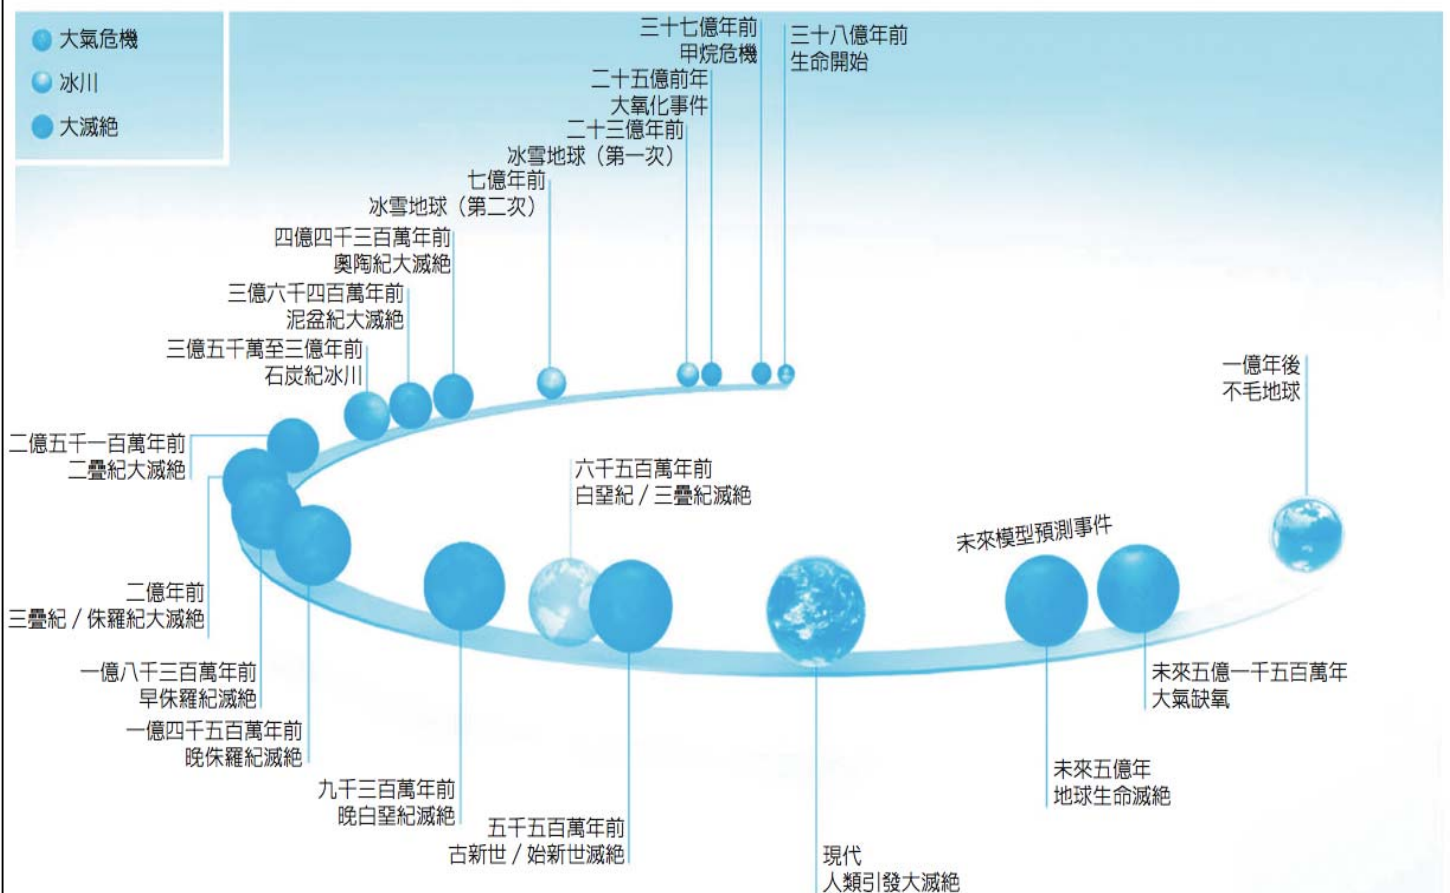 大氣危機
冰川
大滅絕
三十八億年前
生命開始
三十七億年前
甲烷危機
二十五億前年
大氧化事件
二十三億年前
冰雪地球（第一次）
七億年前
冰雪地球（第二次）
四億四千三百萬年前
奧陶紀大滅絕
三億六千四百萬年前
泥盆紀大滅絕
三億五千萬至三億年前
石炭紀冰川
二億五千一百萬年前
二疊紀大滅絕
二億年前
三疊紀 / 侏羅紀大滅絕
一億八千三百萬年前
早侏羅紀滅絕
一億四千五百萬年前
晚侏羅紀滅絕
九千三百萬年前
晚白堊紀滅絕
六千五百萬年前
白堊紀 / 三疊紀滅絕
五千五百萬年前
古新世 / 始新世滅絕
現代
人類引發大滅絕
未來模型預測事件
未來五億年
地球生命滅絕
未來五億一千五百萬年
大氣缺氧
一億年後
不毛地球